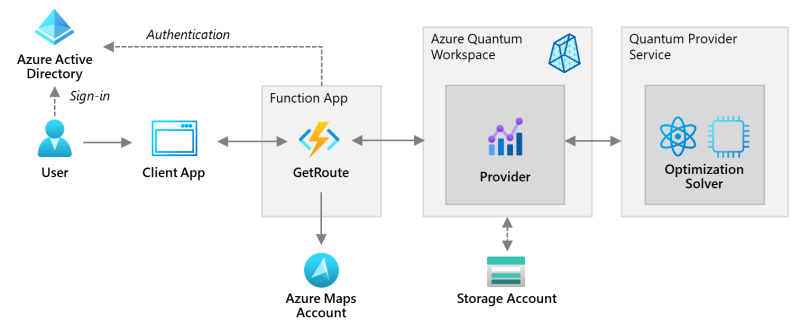 Authentication
Azure Active
Directory
Sign-in
User
Client App
Function App
GetRoute
Azure Maps
Account
Azure Quantum
Workspace
Provider
Storage Account
Quantum Provider
Service
Optimization
Solver